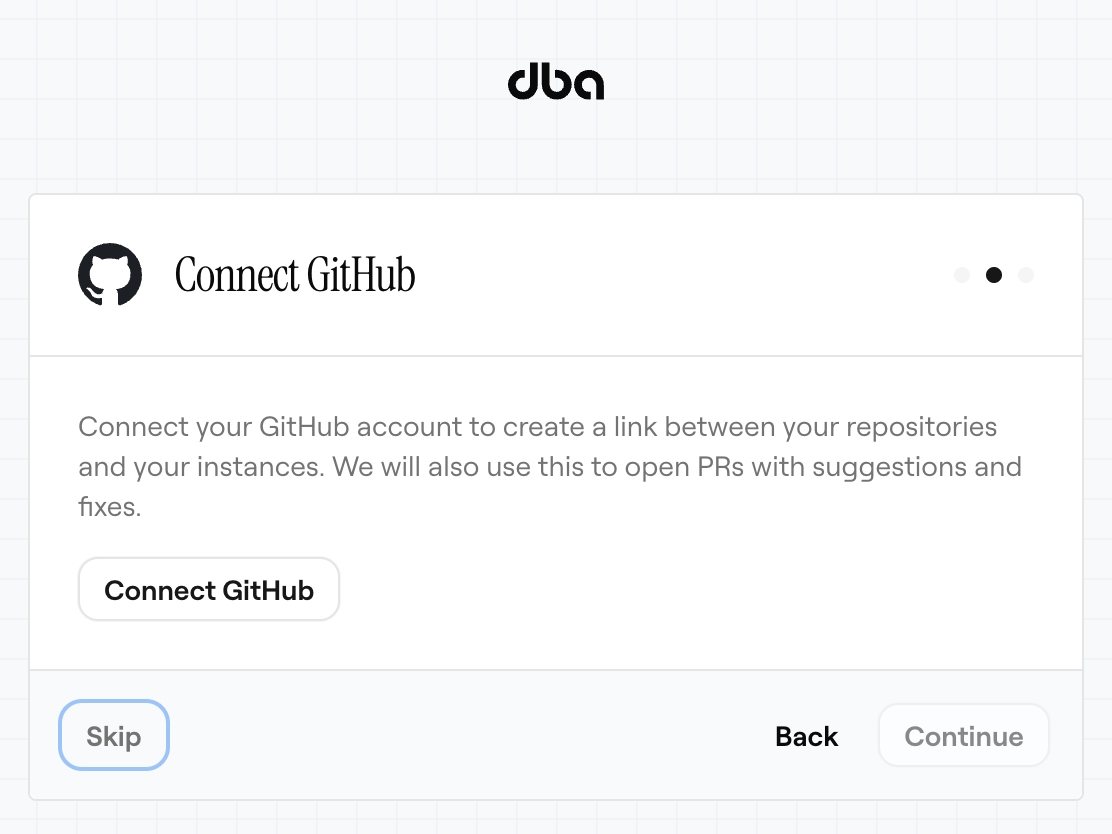 dba
Connect GitHub
Connect your GitHub account to create a link between your repositories
and your instances. We will also use this to open PRs with suggestions and
fixes.
Connect GitHub
Skip
Back
Continue